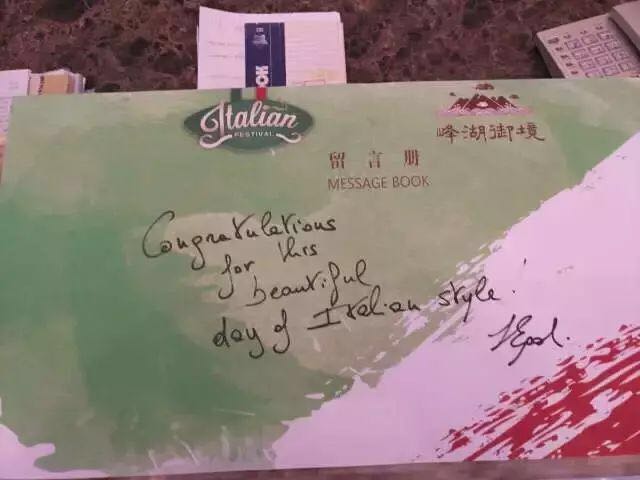 Italian
FESTIVAL
峰湖御境
留言册
MESSAGE BOOK
Congratulations
for this
beautiful
day of Italian style!